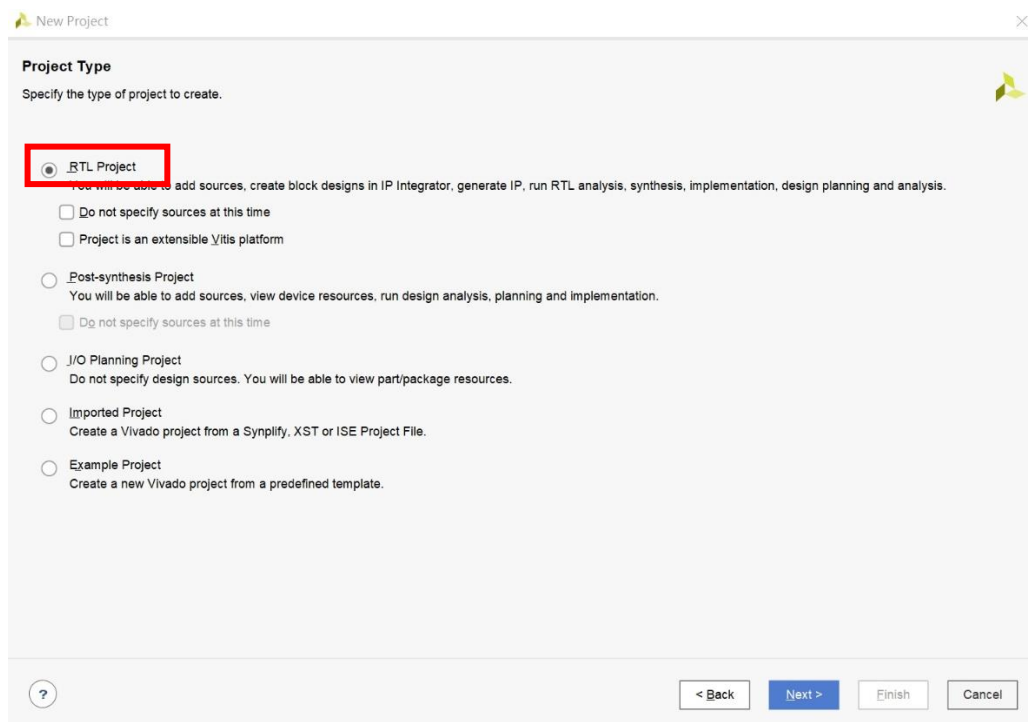 New Project
Project Type
Specify the type of project to create.
RTL Project
You will be able to add sources, create block designs in IP Integrator, generate IP, run RTL analysis, synthesis, implementation, design planning and analysis.
Do not specify sources at this time
Project is an extensible Vitis platform
Post-synthesis Project
You will be able to add sources, view device resources, run design analysis, planning and implementation.
Do not specify sources at this time
I/O Planning Project
Do not specify design sources. You will be able to view part/package resources.
Imported Project
Create a Vivado project from a Synplify, XST or ISE Project File.
Example Project
Create a new Vivado project from a predefined template.
? < Back Next > Finish Cancel